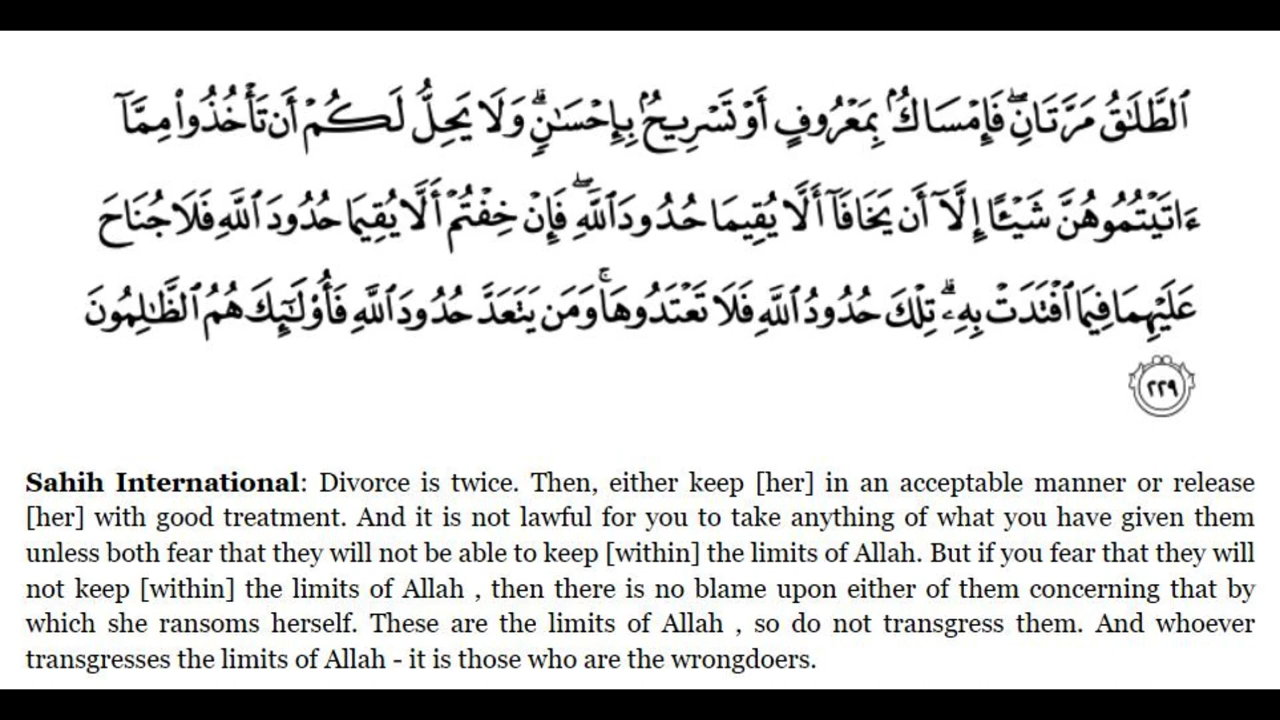 ٱلطَّلَٰقُ مَرَّتَانِۖ فَإِمْسَاكُۢ بِمَعْرُوفٍ أَوْ تَسْرِيحُۢ بِإِحْسَٰنٖۗ وَلَا يَحِلُّ لَكُمْ أَن تَأْخُذُوا۟ مِمَّآ
ءَاتَيْتُمُوهُنَّ شَيْـًٔا إِلَّآ أَن يَخَافَآ أَلَّا يُقِيمَا حُدُودَ ٱللَّهِۖ فَإِنْ خِفْتُمْ أَلَّا يُقِيمَا حُدُودَ ٱللَّهِ فَلَا جُنَاحَ
عَلَيْهِمَا فِيمَا ٱفْتَدَتْ بِهِۦۗ تِلْكَ حُدُودُ ٱللَّهِ فَلَا تَعْتَدُوهَاۚ وَمَن يَتَعَدَّ حُدُودَ ٱللَّهِ فَأُو۟لَٰٓئِكَ هُمُ ٱلظَّٰلِمُونَ
٢٢٩
Sahih International: Divorce is twice. Then, either keep [her] in an acceptable manner or release
[her] with good treatment. And it is not lawful for you to take anything of what you have given them
unless both fear that they will not be able to keep [within] the limits of Allah. But if you fear that they will
not keep [within] the limits of Allah , then there is no blame upon either of them concerning that by
which she ransoms herself. These are the limits of Allah , so do not transgress them. And whoever
transgresses the limits of Allah - it is those who are the wrongdoers.